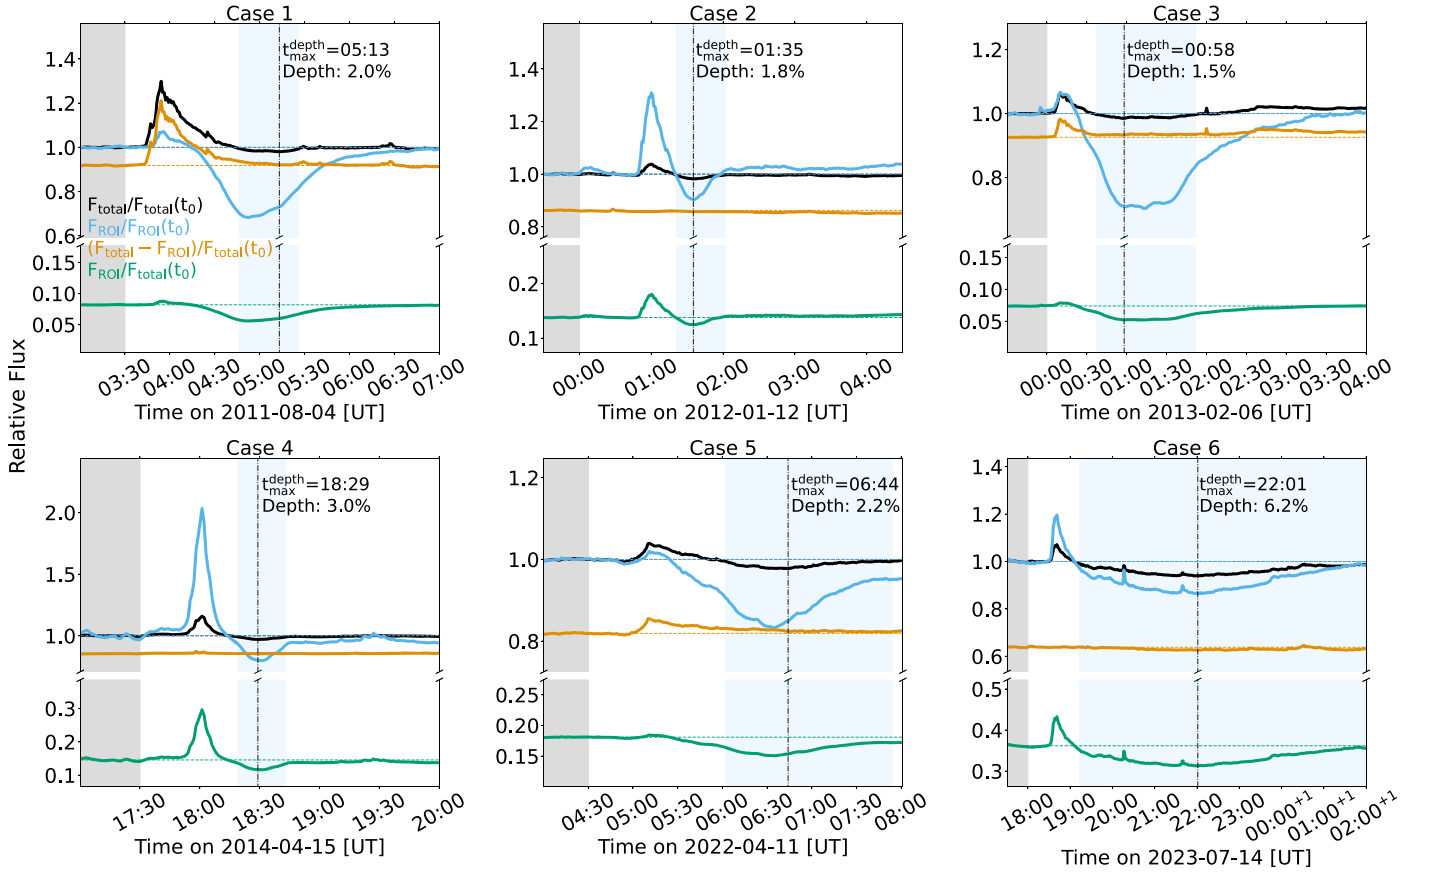 Relative Flux
Case 1
t_max^depth=05:13
Depth: 2.0%
1.4
1.2
1.0
0.8
0.6
F_total/F_total(t_0)
F_ROI/F_ROI(t_0)
(F_total − F_ROI)/F_total(t_0)
F_ROI/F_total(t_0)
0.15
0.10
0.05
03:30 04:00 04:30 05:00 05:30 06:00 06:30 07:00
Time on 2011-08-04 [UT]
Case 2
t_max^depth=01:35
Depth: 1.8%
1.4
1.2
1.0
0.8
0.2
0.1
00:00 01:00 02:00 03:00 04:00
Time on 2012-01-12 [UT]
Case 3
t_max^depth=00:58
Depth: 1.5%
1.2
1.0
0.8
0.15
0.10
0.05
00:00 00:30 01:00 01:30 02:00 02:30 03:00 03:30 04:00
Time on 2013-02-06 [UT]
Case 4
t_max^depth=18:29
Depth: 3.0%
2.0
1.5
1.0
0.3
0.2
0.1
17:30 18:00 18:30 19:00 19:30 20:00
Time on 2014-04-15 [UT]
Case 5
t_max^depth=06:44
Depth: 2.2%
1.2
1.0
0.8
0.25
0.20
0.15
04:30 05:00 05:30 06:00 06:30 07:00 07:30 08:00
Time on 2022-04-11 [UT]
Case 6
t_max^depth=22:01
Depth: 6.2%
1.4
1.2
1.0
0.8
0.6
0.5
0.4
0.3
18:00 19:00 20:00 21:00 22:00 23:00 00:00^+1 01:00^+1 02:00^+1
Time on 2023-07-14 [UT]